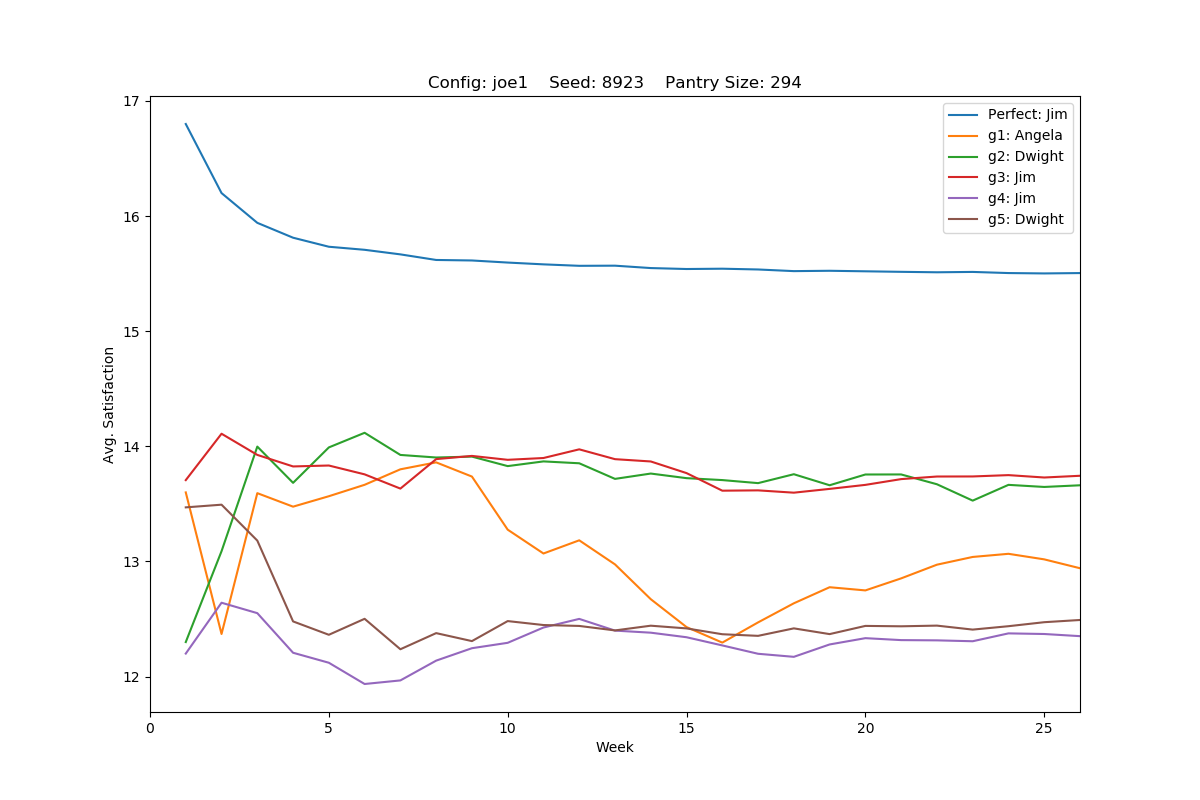 Config: joe1    Seed: 8923    Pantry Size: 294
17
16
15
14
13
12
Avg. Satisfaction
Perfect: Jim
g1: Angela
g2: Dwight
g3: Jim
g4: Jim
g5: Dwight
0 5 10 15 20 25
Week